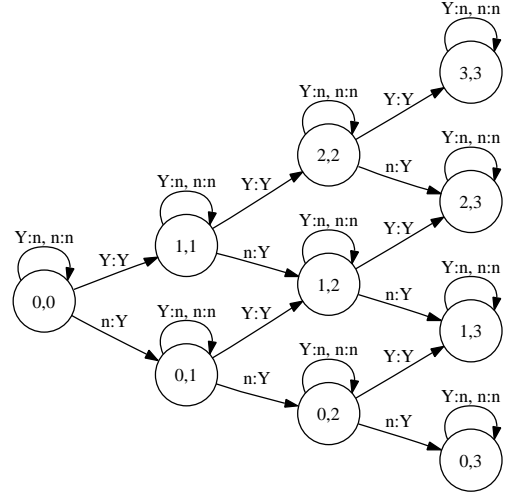 Y:n, n:n
3,3
Y:n, n:n
Y:Y
2,2
Y:n, n:n
n:Y
2,3
Y:n, n:n
Y:Y
1,1
Y:n, n:n
Y:Y
n:Y
1,2
Y:n, n:n
Y:n, n:n
Y:Y
0,0
Y:n, n:n
Y:Y
n:Y
1,3
n:Y
0,1
Y:n, n:n
Y:Y
n:Y
0,2
Y:n, n:n
n:Y
0,3